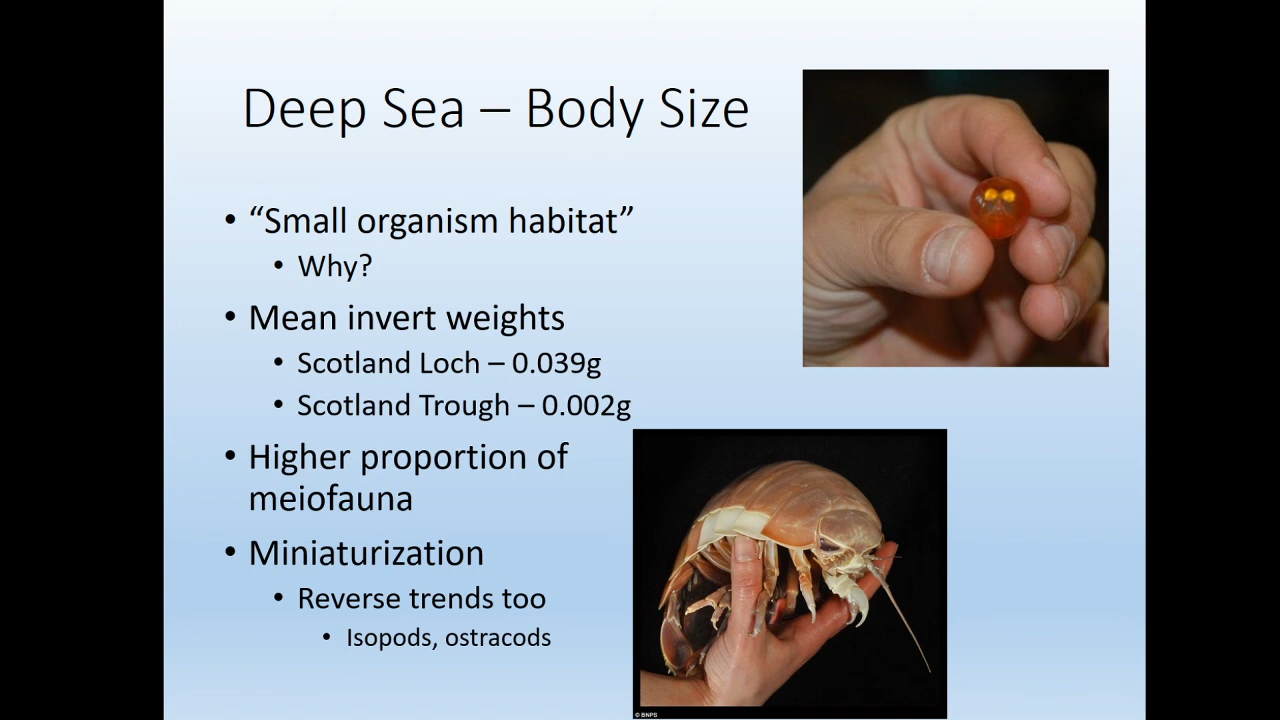 Deep Sea – Body Size
• “Small organism habitat”
• Why?
• Mean invert weights
• Scotland Loch – 0.039g
• Scotland Trough – 0.002g
• Higher proportion of
meiofauna
• Miniaturization
• Reverse trends too
• Isopods, ostracods
© BNPS